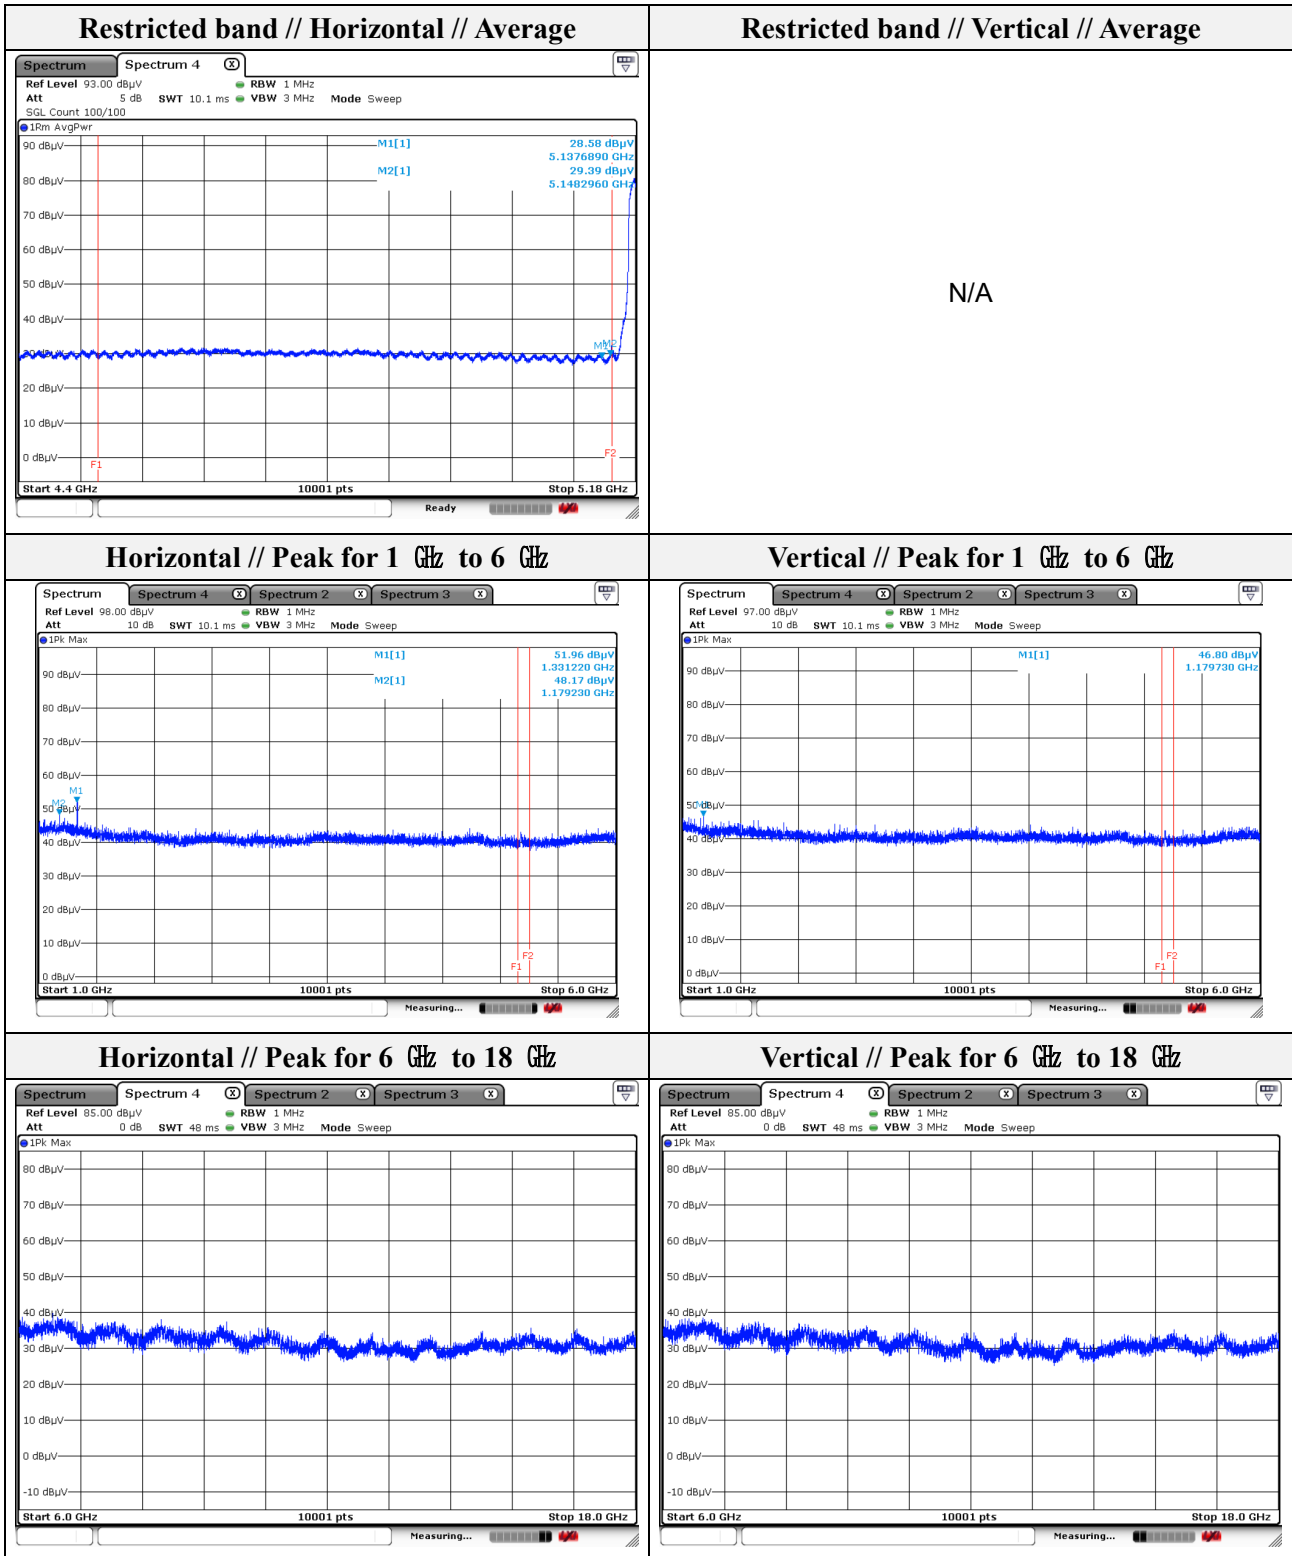 Restricted band // Horizontal // Average
Restricted band // Vertical // Average
Spectrum
Spectrum 4
Ref Level 93.00 dBµV
RBW 1 MHz
Att 5 dB SWT 10.1 ms VBW 3 MHz Mode Sweep
SGL Count 100/100
1Rm AvgPwr
M1[1] 28.58 dBµV
5.1376890 GHz
M2[1] 29.39 dBµV
5.1482960 GHz
90 dBµV
80 dBµV
70 dBµV
60 dBµV
50 dBµV
40 dBµV
20 dBµV
10 dBµV
0 dBµV
M2
F1
F2
Start 4.4 GHz 10001 pts Stop 5.18 GHz
Ready
N/A
Horizontal // Peak for 1 ㎓ to 6 ㎓
Vertical // Peak for 1 ㎓ to 6 ㎓
Spectrum
Spectrum 4
Spectrum 2
Spectrum 3
Ref Level 98.00 dBµV
RBW 1 MHz
Att 10 dB SWT 10.1 ms VBW 3 MHz Mode Sweep
1Pk Max
M1[1] 51.96 dBµV
1.331220 GHz
M2[1] 48.17 dBµV
1.179230 GHz
90 dBµV
80 dBµV
70 dBµV
60 dBµV
M1
M2
50 dBµV
40 dBµV
30 dBµV
20 dBµV
10 dBµV
0 dBµV
F2
F1
Start 1.0 GHz 10001 pts Stop 6.0 GHz
Measuring...
Spectrum
Spectrum 4
Spectrum 2
Spectrum 3
Ref Level 97.00 dBµV
RBW 1 MHz
Att 10 dB SWT 10.1 ms VBW 3 MHz Mode Sweep
1Pk Max
M1[1] 46.80 dBµV
1.179730 GHz
90 dBµV
80 dBµV
70 dBµV
60 dBµV
50 dBµV
40 dBµV
30 dBµV
20 dBµV
10 dBµV
0 dBµV
F2
F1
Start 1.0 GHz 10001 pts Stop 6.0 GHz
Measuring...
Horizontal // Peak for 6 ㎓ to 18 ㎓
Vertical // Peak for 6 ㎓ to 18 ㎓
Spectrum
Spectrum 4
Spectrum 2
Spectrum 3
Ref Level 85.00 dBµV
RBW 1 MHz
Att 0 dB SWT 48 ms VBW 3 MHz Mode Sweep
1Pk Max
80 dBµV
70 dBµV
60 dBµV
50 dBµV
40 dBµV
30 dBµV
20 dBµV
10 dBµV
0 dBµV
-10 dBµV
Start 6.0 GHz 10001 pts Stop 18.0 GHz
Measuring...
Spectrum
Spectrum 4
Spectrum 2
Spectrum 3
Ref Level 85.00 dBµV
RBW 1 MHz
Att 0 dB SWT 48 ms VBW 3 MHz Mode Sweep
1Pk Max
80 dBµV
70 dBµV
60 dBµV
50 dBµV
40 dBµV
30 dBµV
20 dBµV
10 dBµV
0 dBµV
-10 dBµV
Start 6.0 GHz 10001 pts Stop 18.0 GHz
Measuring...